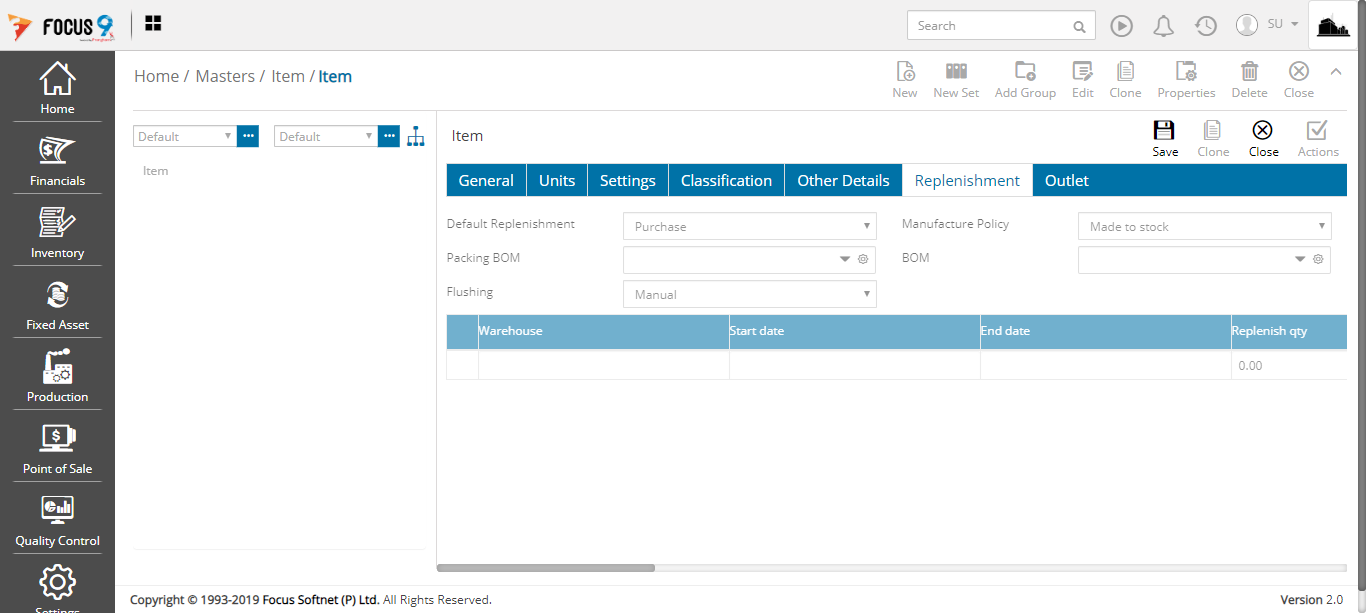 FOCUS 9
Search
SU
Home
Financials
Inventory
Fixed Asset
Production
Point of Sale
Quality Control
Settings
Home / Masters / Item / Item
New
New Set
Add Group
Edit
Clone
Properties
Delete
Close
Default
Default
Item
Item
Save
Clone
Close
Actions
General
Units
Settings
Classification
Other Details
Replenishment
Outlet
Default Replenishment
Purchase
Manufacture Policy
Made to stock
Packing BOM
BOM
Flushing
Manual
Warehouse
Start date
End date
Replenish qty
0.00
Copyright © 1993-2019 Focus Softnet (P) Ltd. All Rights Reserved.
Version 2.0